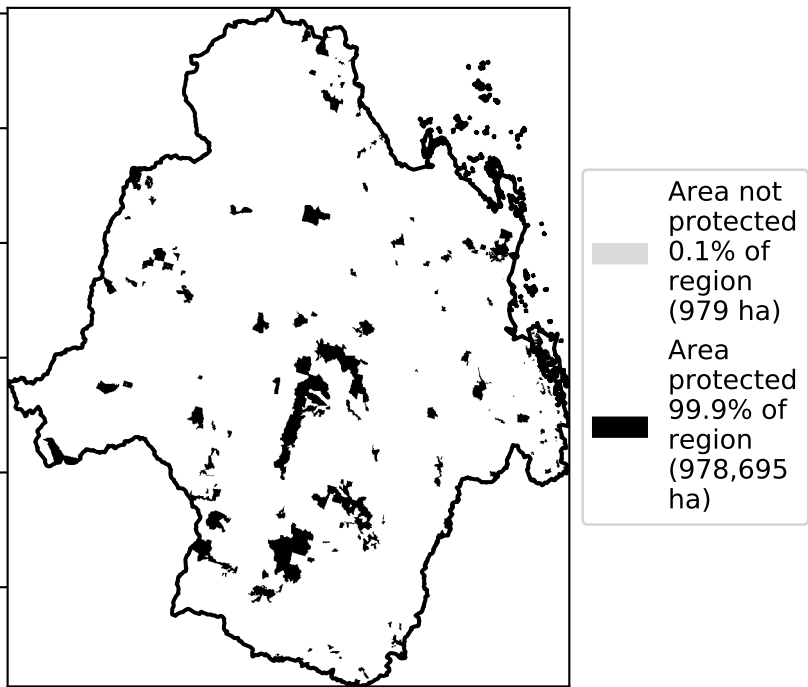 Area not
protected
0.1% of
region
(979 ha)
Area
protected
99.9% of
region
(978,695
ha)